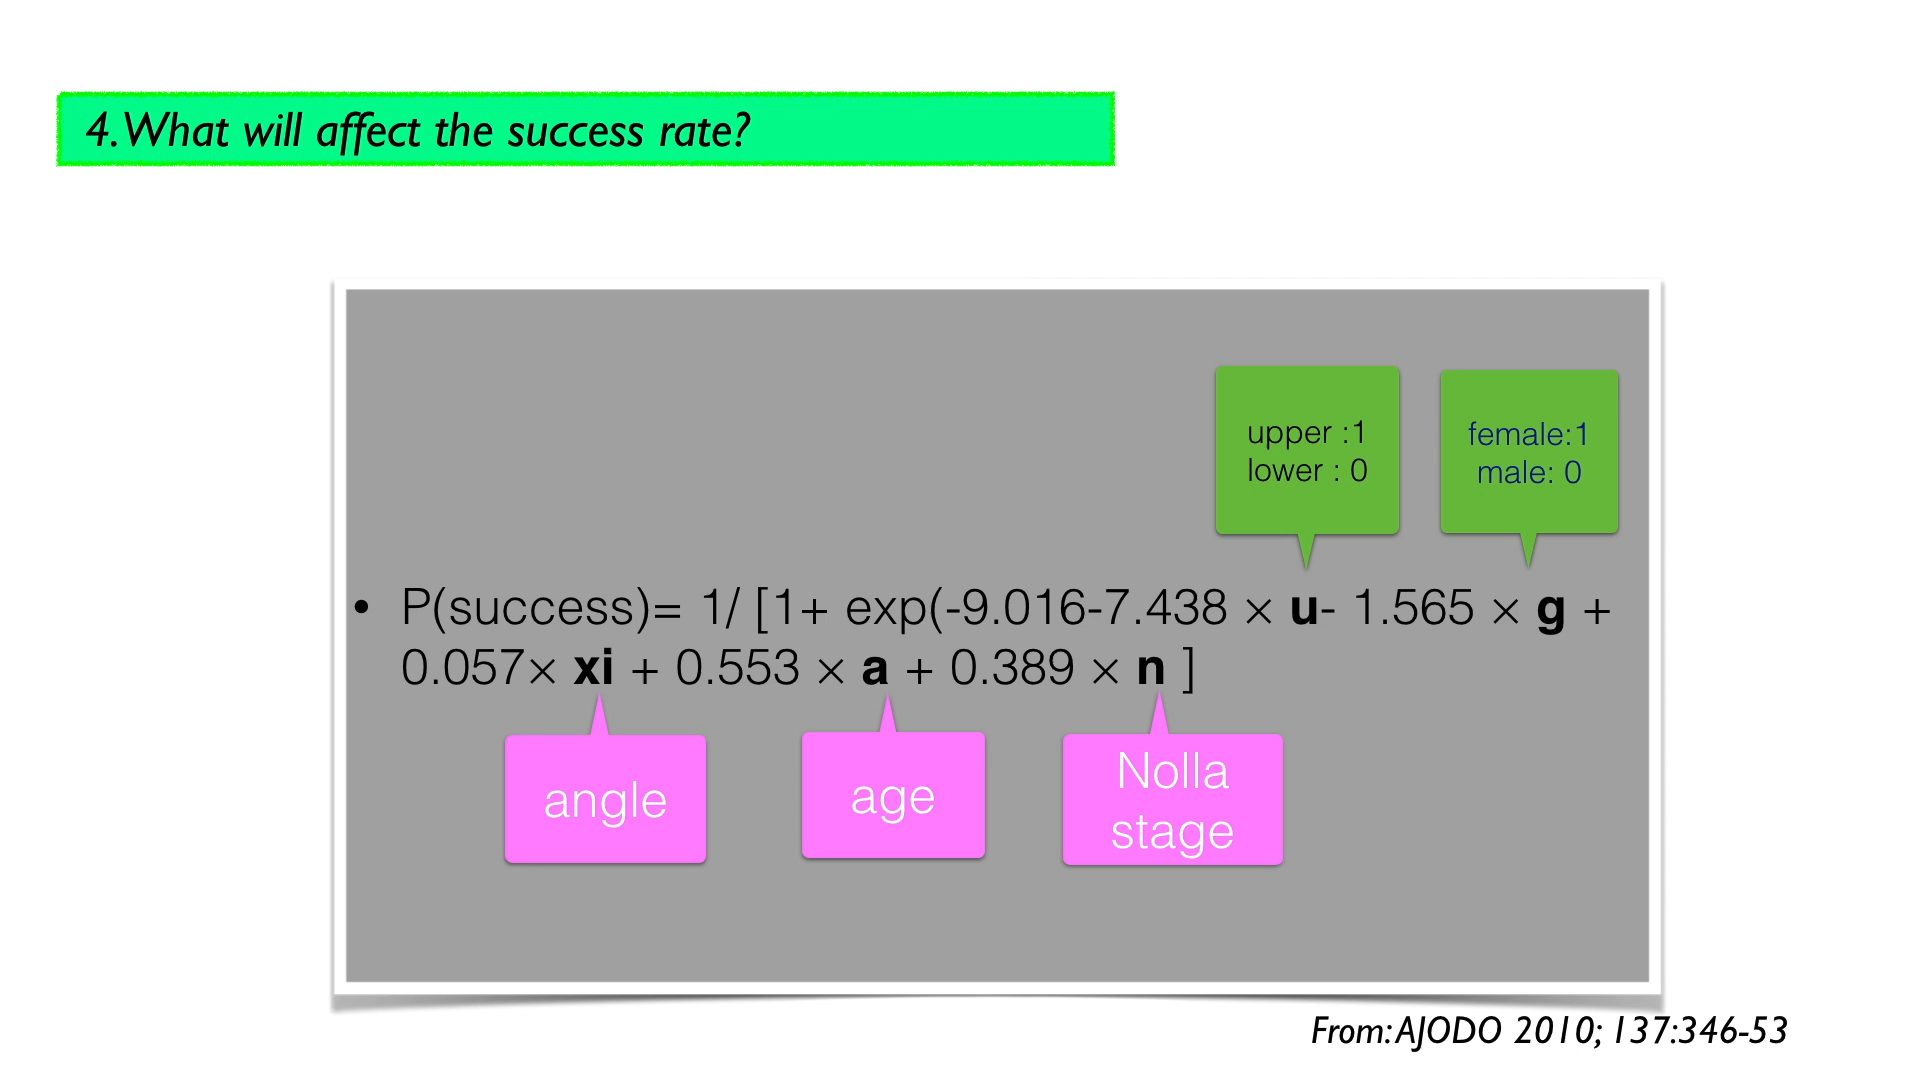 4. What will affect the success rate?
upper :1
lower : 0
female:1
male: 0
• P(success)= 1/ [1+ exp(-9.016-7.438 × u- 1.565 × g +
0.057× xi + 0.553 × a + 0.389 × n ]
angle
age
Nolla
stage
From: AJODO 2010; 137:346-53